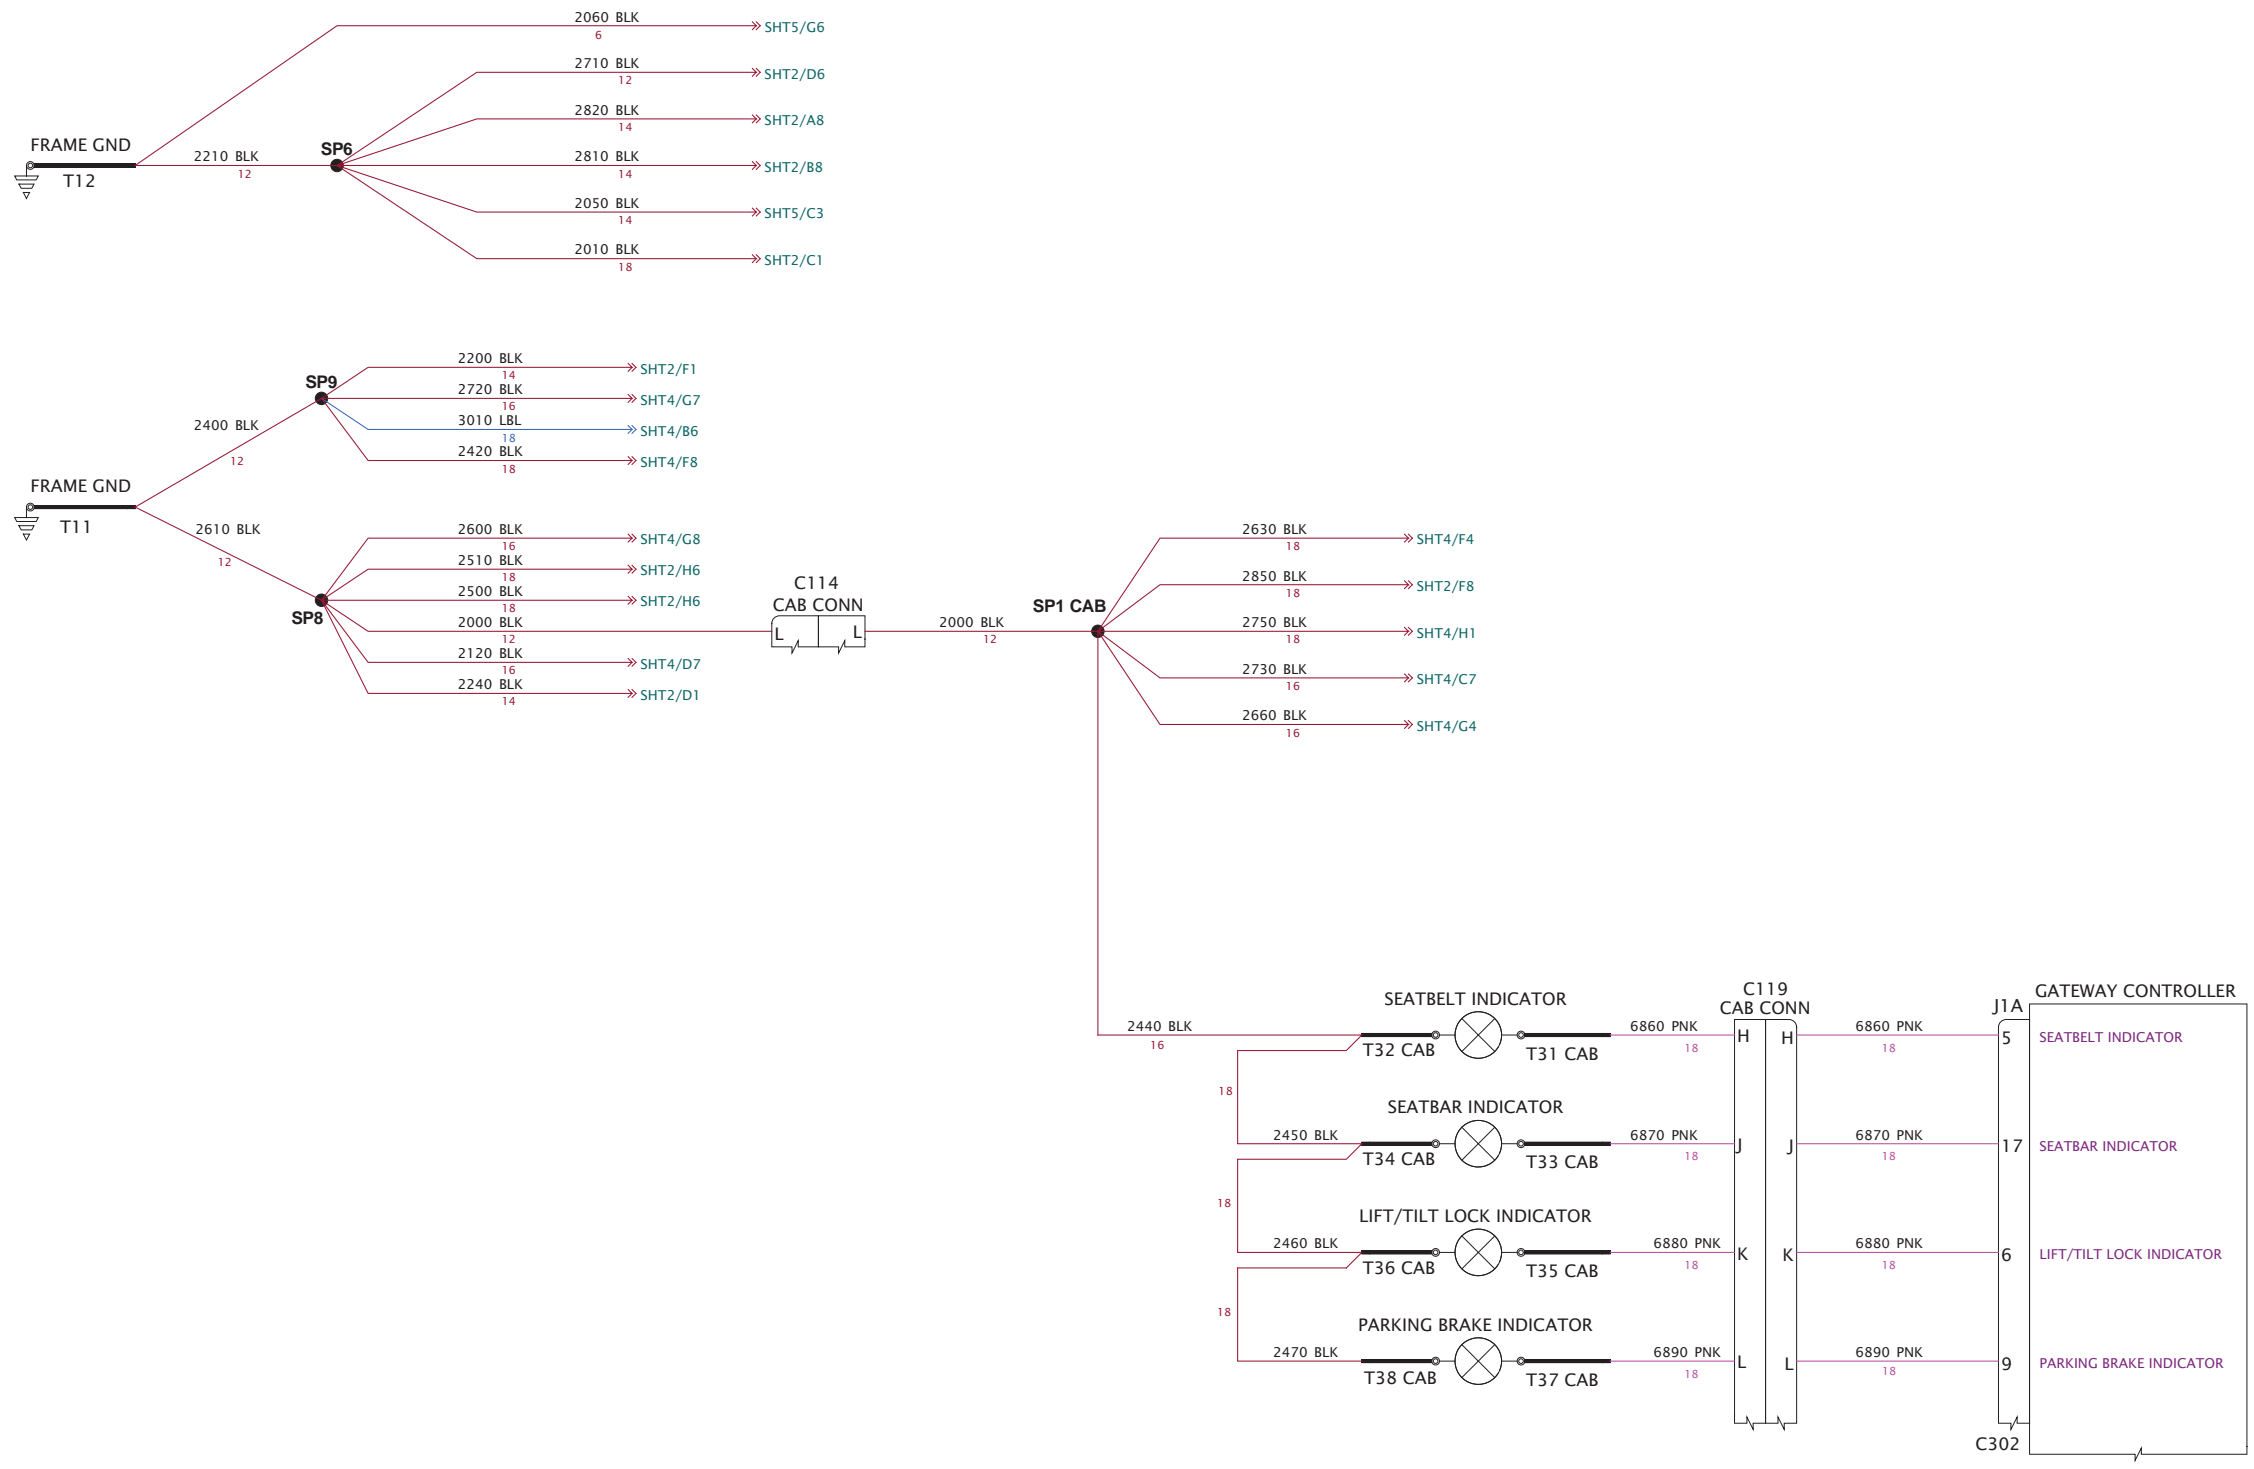 2060 BLK
6
SHT5/G6
2710 BLK
12
SHT2/D6
2820 BLK
14
SHT2/A8
FRAME GND
T12
2210 BLK
12
SP6
2810 BLK
14
SHT2/B8
2050 BLK
14
SHT5/C3
2010 BLK
18
SHT2/C1
2200 BLK
14
SHT2/F1
SP9
2720 BLK
16
SHT4/G7
3010 LBL
18
SHT4/B6
2400 BLK
12
2420 BLK
18
SHT4/F8
FRAME GND
T11
2610 BLK
12
2600 BLK
16
SHT4/G8
2510 BLK
18
SHT2/H6
2500 BLK
18
SHT2/H6
SP8
2000 BLK
12
2120 BLK
16
SHT4/D7
2240 BLK
14
SHT2/D1
C114
CAB CONN
L
L
2000 BLK
12
SP1 CAB
2630 BLK
18
SHT4/F4
2850 BLK
18
SHT2/F8
2750 BLK
18
SHT4/H1
2730 BLK
16
SHT4/C7
2660 BLK
16
SHT4/G4
C119
CAB CONN
J1A
GATEWAY CONTROLLER
SEATBELT INDICATOR
2440 BLK
16
T32 CAB
T31 CAB
6860 PNK
18
H
H
6860 PNK
18
5
SEATBELT INDICATOR
18
SEATBAR INDICATOR
2450 BLK
T34 CAB
T33 CAB
6870 PNK
18
J
J
6870 PNK
18
17
SEATBAR INDICATOR
18
LIFT/TILT LOCK INDICATOR
2460 BLK
T36 CAB
T35 CAB
6880 PNK
18
K
K
6880 PNK
18
6
LIFT/TILT LOCK INDICATOR
18
PARKING BRAKE INDICATOR
2470 BLK
T38 CAB
T37 CAB
6890 PNK
18
L
L
6890 PNK
18
9
PARKING BRAKE INDICATOR
C302